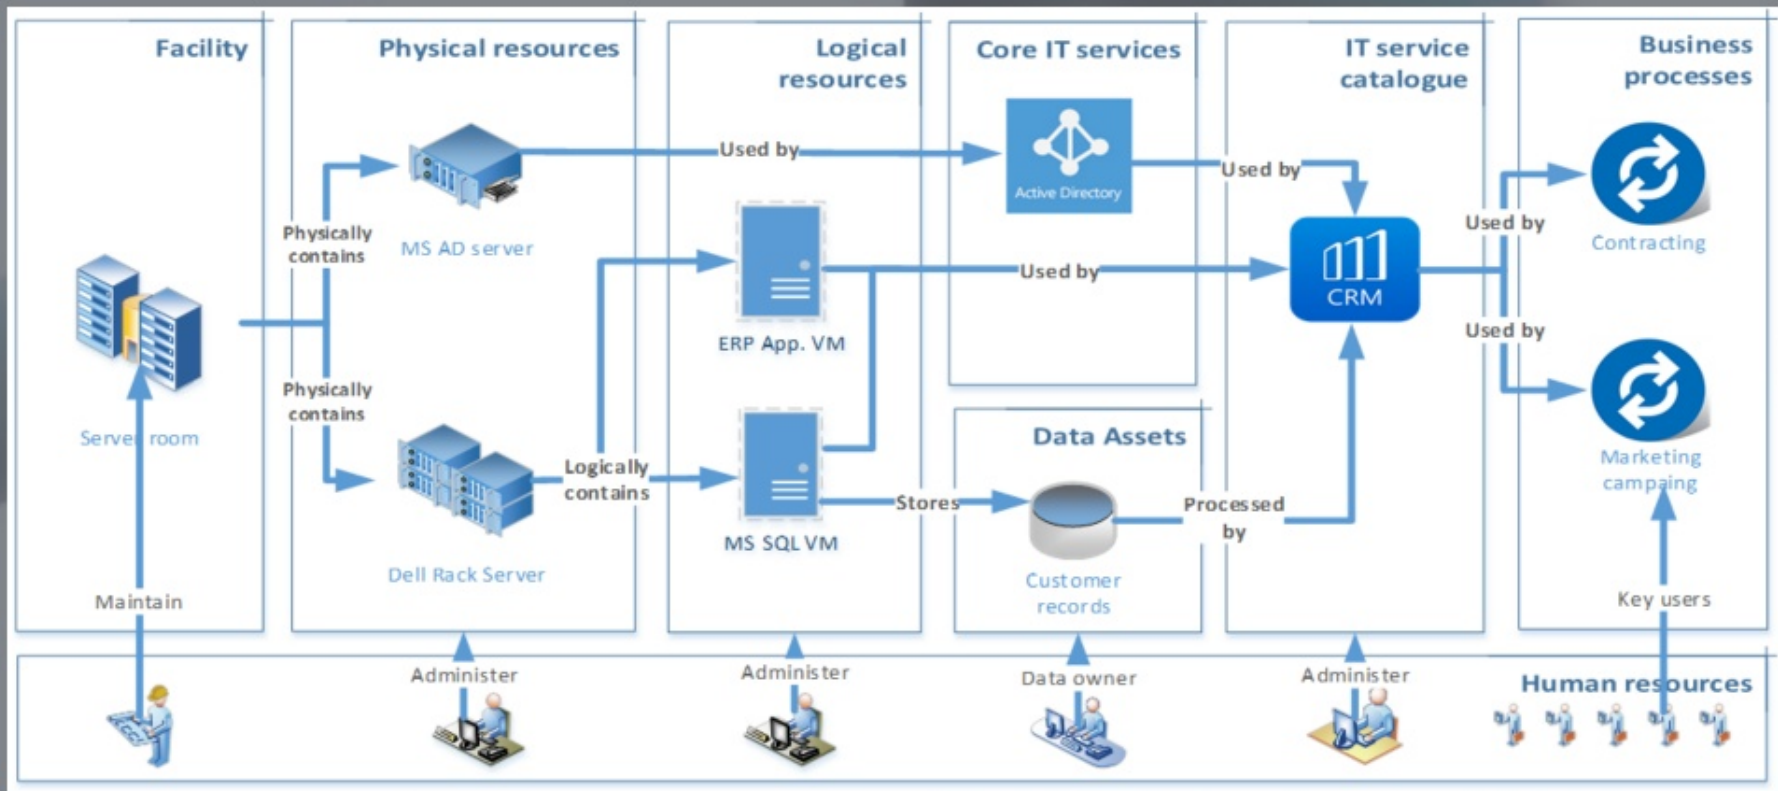 Facility
Physical resources
Logical
resources
Core IT services
IT service
catalogue
Business
processes
Used by
Active Directory
Used by
Physically
contains
MS AD server
Used by
Contracting
Used by
CRM
ERP App. VM
Used by
Physically
contains
Server room
Data Assets
Marketing
campaing
Logically
contains
Stores
Processed
by
MS SQL VM
Dell Rack Server
Customer
records
Maintain
Key users
Administer
Administer
Data owner
Administer
Human resources